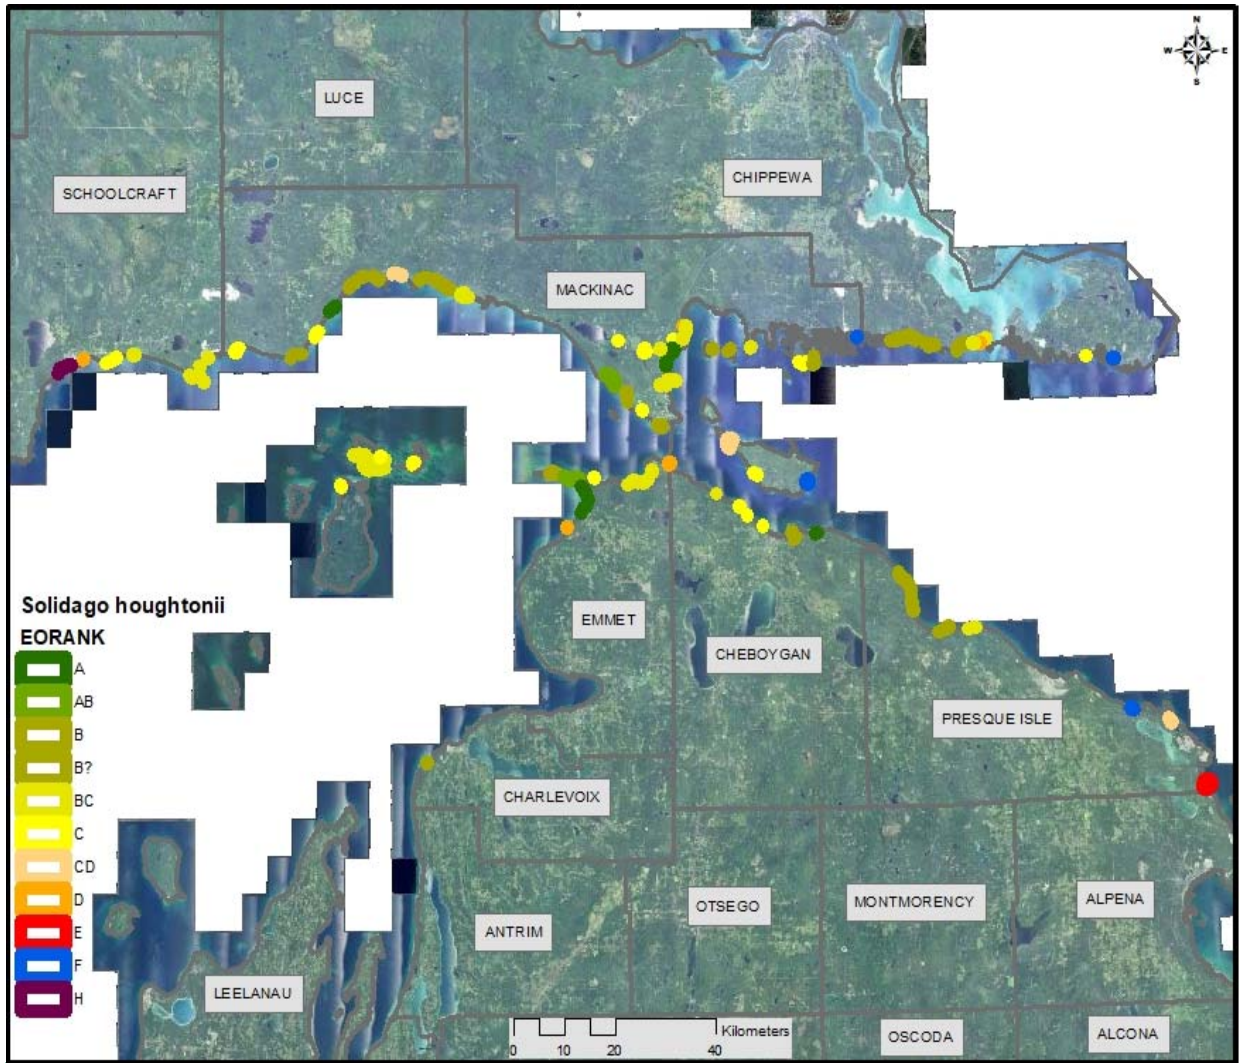 N
W E
S
LUCE
SCHOOLCRAFT
CHIPPEWA
MACKINAC
EMMET
CHEBOYGAN
PRESQUE ISLE
CHARLEVOIX
ANTRIM
OTSEGO
MONTMORENCY
ALPENA
LEELANAU
OSCODA
ALCONA
Solidago houghtonii
EORANK
A
AB
B
B?
BC
C
CD
D
E
F
H
Kilometers
0 10 20 40